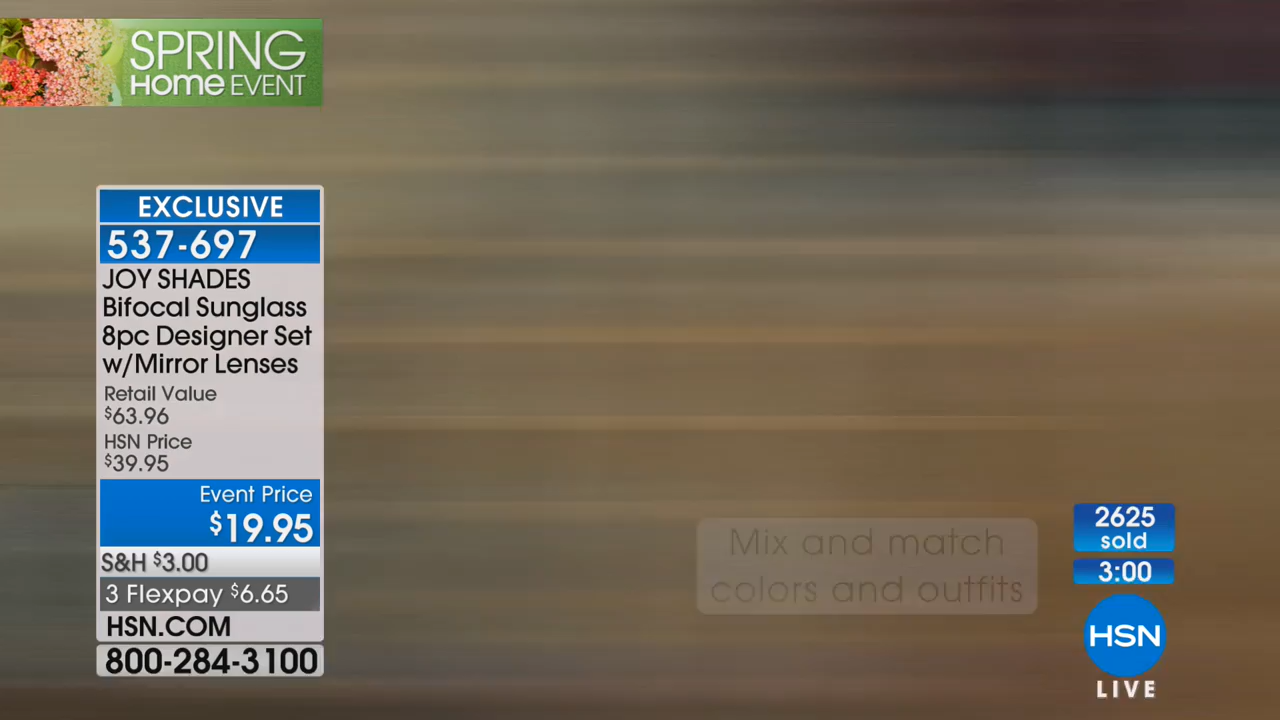 SPRING
Home EVENT
EXCLUSIVE
537-697
JOY SHADES
Bifocal Sunglass
8pc Designer Set
w/Mirror Lenses
Retail Value
$63.96
HSN Price
$39.95
Event Price
$19.95
S&H $3.00
3 Flexpay $6.65
HSN.COM
800-284-3100
Mix and match
colors and outfits
2625
sold
3:00
HSN
LIVE